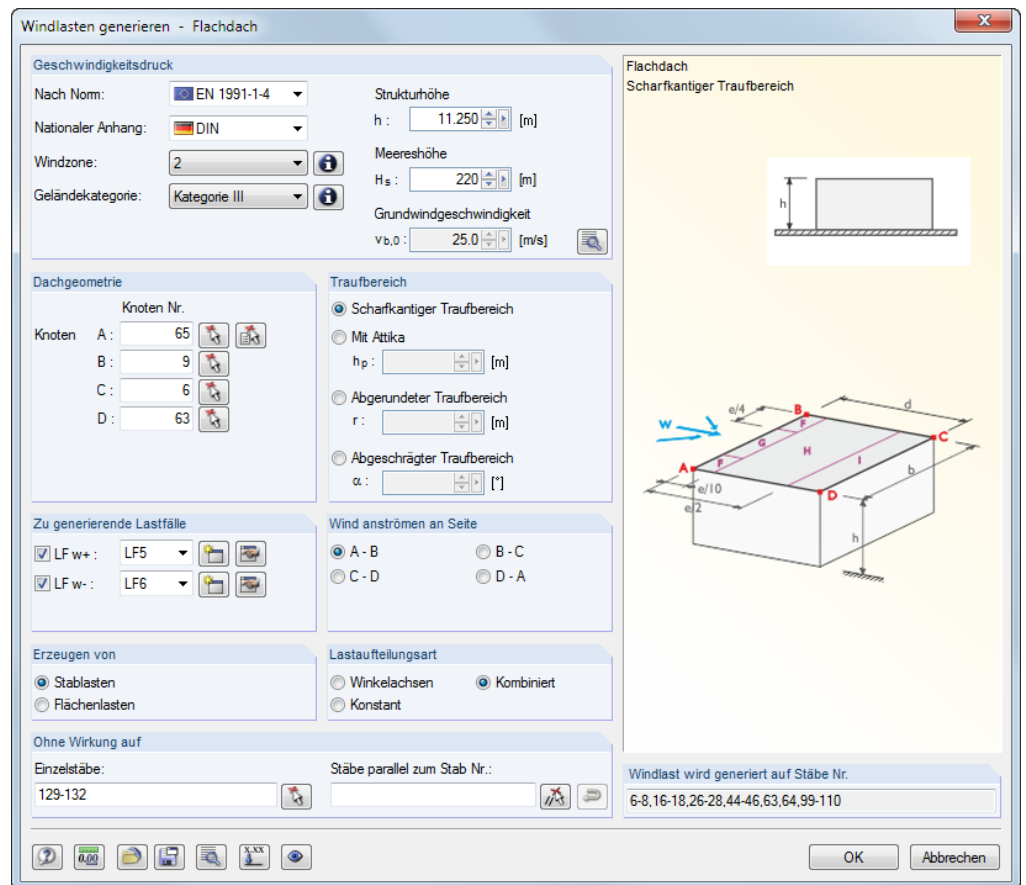 Windlasten generieren - Flachdach
Geschwindigkeitsdruck
Nach Norm: EN 1991-1-4
Nationaler Anhang: DIN
Windzone: 2
Geländekategorie: Kategorie III
Strukturhöhe
h : 11.250 [m]
Meereshöhe
Hs : 220 [m]
Grundwindgeschwindigkeit
vb,0 : 25.0 [m/s]
Dachgeometrie
Knoten Nr.
Knoten A : 65
B : 9
C : 6
D : 63
Traufbereich
Scharfkantiger Traufbereich
Mit Attika
hp : [m]
Abgerundeter Traufbereich
r : [m]
Abgeschrägter Traufbereich
α : [°]
Zu generierende Lastfälle
LF w+ : LF5
LF w- : LF6
Wind anströmen an Seite
A - B B - C
C - D D - A
Erzeugen von
Stablasten
Flächenlasten
Lastaufteilungsart
Winkelachsen Kombiniert
Konstant
Ohne Wirkung auf
Einzelstäbe:
129-132
Stäbe parallel zum Stab Nr.:
Flachdach
Scharfkantiger Traufbereich
h
W
e/4
B
d
F
G
H
I
F
C
A
b
D
e/10
e/2
h
Windlast wird generiert auf Stäbe Nr.
6-8,16-18,26-28,44-46,63,64,99-110
0.00
x.xx
OK Abbrechen